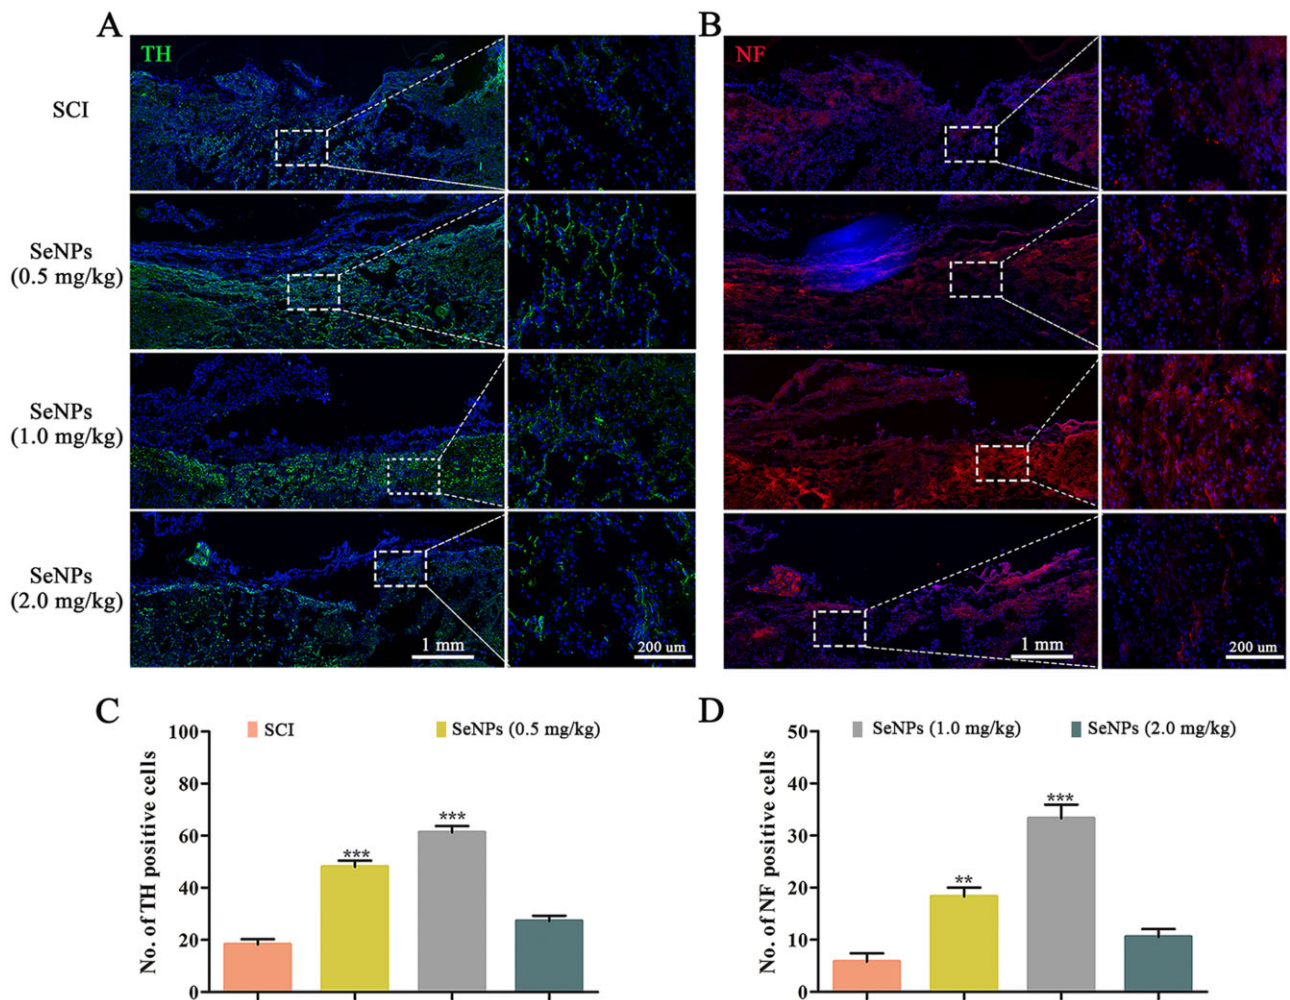 A
B
TH
NF
SCI
SeNPs
(0.5 mg/kg)
SeNPs
(1.0 mg/kg)
SeNPs
(2.0 mg/kg)
1 mm
200 um
1 mm
200 um
C
SCI
SeNPs (0.5 mg/kg)
No. of TH positive cells
100
80
60
40
20
0
***
***
D
SeNPs (1.0 mg/kg)
SeNPs (2.0 mg/kg)
No. of NF positive cells
50
40
30
20
10
0
**
***